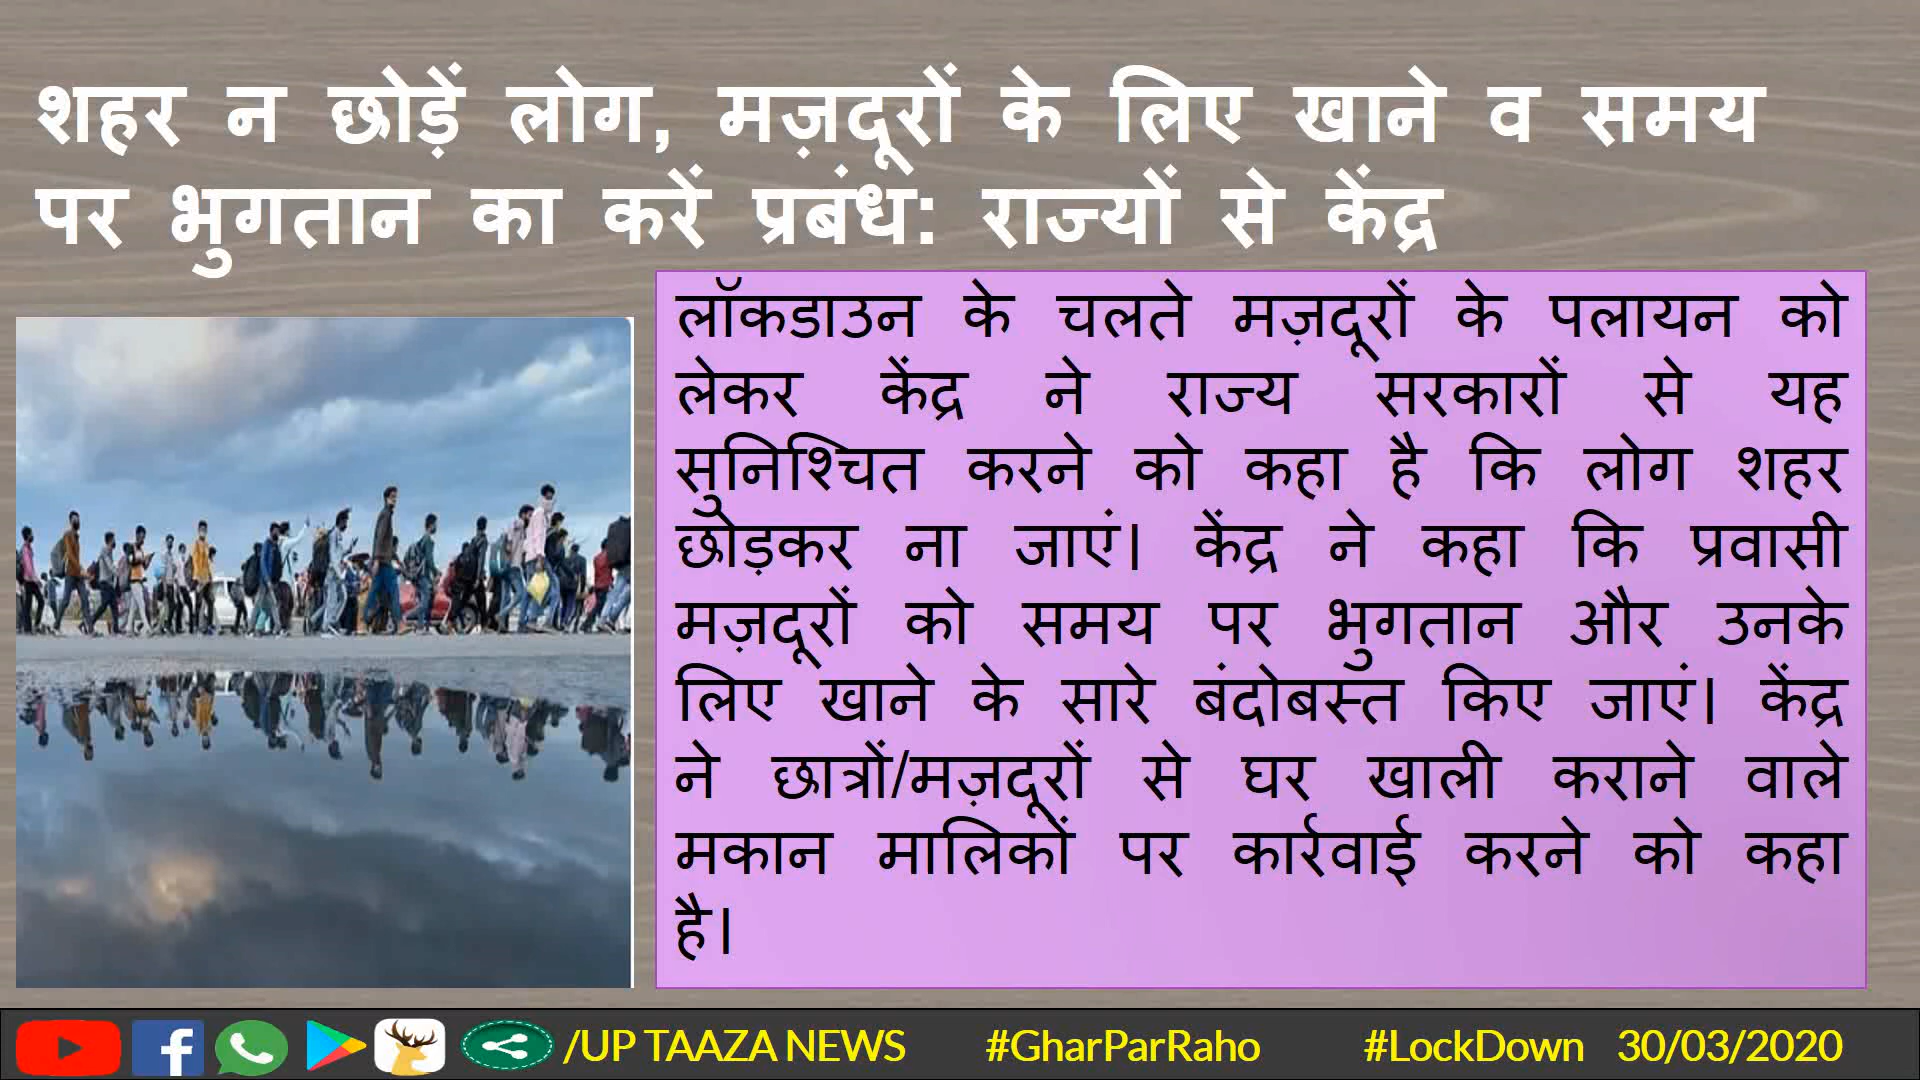 शहर न छोड़ें लोग, मज़दूरों के लिए खाने व समय
पर भुगतान का करें प्रबंध: राज्यों से केंद्र
लॉकडाउन के चलते मज़दूरों के पलायन को
लेकर केंद्र ने राज्य सरकारों से यह
सुनिश्चित करने को कहा है कि लोग शहर
छोड़कर ना जाएं। केंद्र ने कहा कि प्रवासी
मज़दूरों को समय पर भुगतान और उनके
लिए खाने के सारे बंदोबस्त किए जाएं। केंद्र
ने छात्रों/मज़दूरों से घर खाली कराने वाले
मकान मालिकों पर कार्रवाई करने को कहा
है।
/UP TAAZA NEWS #GharParRaho #LockDown 30/03/2020